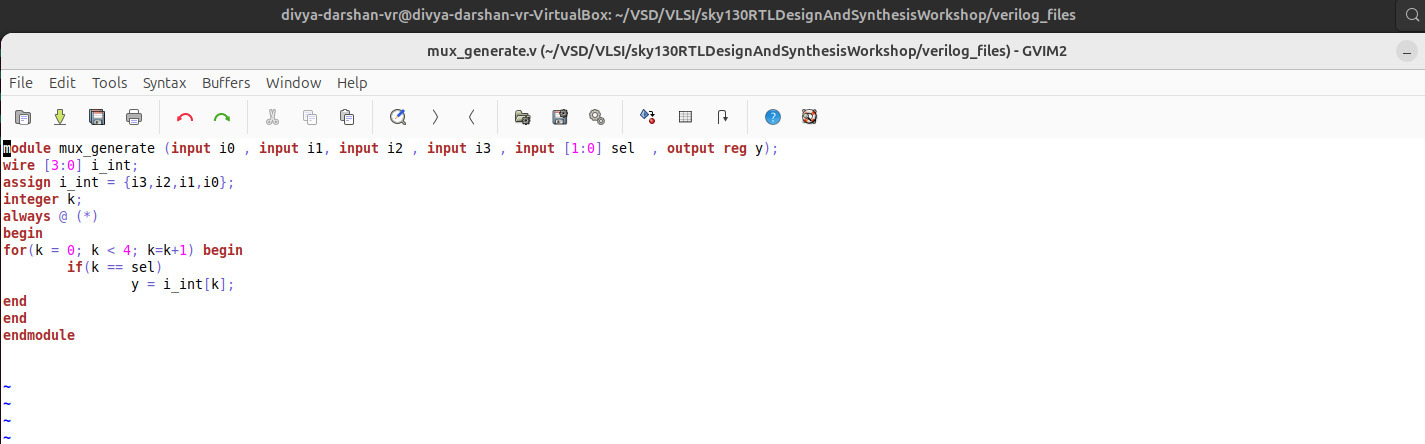 divya-darshan-vr@divya-darshan-vr-VirtualBox: ~/VSD/VLSI/sky130RTLDesignAndSynthesisWorkshop/verilog_files
mux_generate.v (~/VSD/VLSI/sky130RTLDesignAndSynthesisWorkshop/verilog_files) - GVIM2
File Edit Tools Syntax Buffers Window Help
module mux_generate (input i0 , input i1, input i2 , input i3 , input [1:0] sel  , output reg y);
wire [3:0] i_int;
assign i_int = {i3,i2,i1,i0};
integer k;
always @ (*)
begin
for(k = 0; k < 4; k=k+1) begin
        if(k == sel)
                y = i_int[k];
end
end
endmodule
~
~
~
~